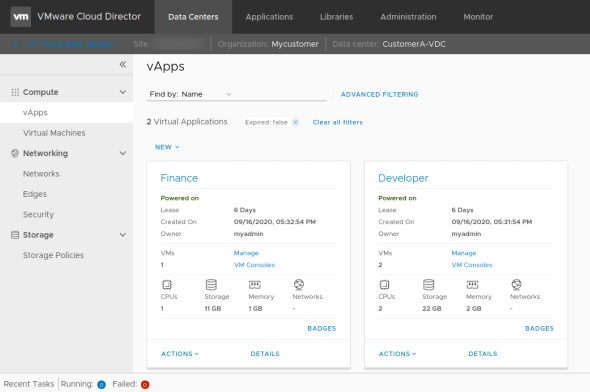 vm VMware Cloud Director Data Centers Applications Libraries Administration Monitor
Site: Organization: Mycustomer Data center: CustomerA-VDC
«
vApps
Find by: Name
ADVANCED FILTERING
2 Virtual Applications Expired: false Clear all filters
NEW
Compute
vApps
Virtual Machines
Networking
Networks
Edges
Security
Storage
Storage Policies
Finance
Powered on
Lease 6 Days
Created On 09/16/2020, 05:32:54 PM
Owner myadmin
VMs Manage
1 VM Consoles
CPUs Storage Memory Networks
1 11 GB 1 GB -
BADGES
ACTIONS DETAILS
Developer
Powered on
Lease 6 Days
Created On 09/16/2020, 05:31:54 PM
Owner myadmin
VMs Manage
2 VM Consoles
CPUs Storage Memory Networks
2 22 GB 2 GB -
BADGES
ACTIONS DETAILS
Recent Tasks Running: 0 Failed: 0